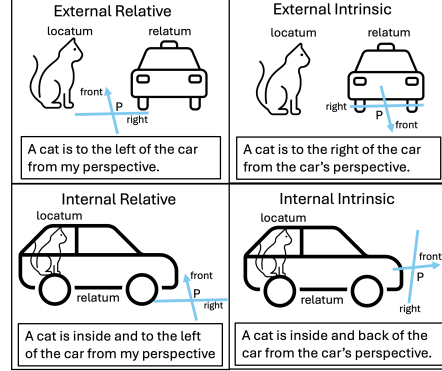 External Relative
locatum
relatum
front
P
right
A cat is to the left of the car
from my perspective.
External Intrinsic
locatum
relatum
right
P
front
A cat is to the right of the car
from the car's perspective.
Internal Relative
locatum
relatum
front
P
right
A cat is inside and to the left
of the car from my perspective
Internal Intrinsic
locatum
relatum
front
P
right
A cat is inside and back of the
car from the car's perspective.